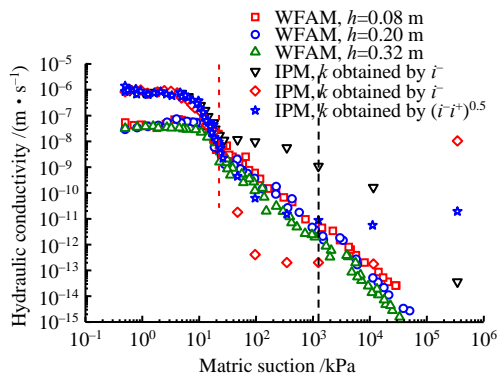 WFAM, h=0.08 m
WFAM, h=0.20 m
WFAM, h=0.32 m
IPM, k obtained by i⁻
IPM, k obtained by i⁻
IPM, k obtained by (i⁻i⁺)^0.5
Hydraulic conductivity /(m·s⁻¹)
10⁻⁵
10⁻⁶
10⁻⁷
10⁻⁸
10⁻⁹
10⁻¹⁰
10⁻¹¹
10⁻¹²
10⁻¹³
10⁻¹⁴
10⁻¹⁵
10⁻¹ 10⁰ 10¹ 10² 10³ 10⁴ 10⁵ 10⁶
Matric suction /kPa